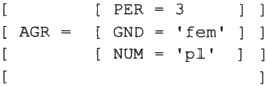 [ [ PER = 3 ] ]
[ AGR = [ GND = 'fem' ] ]
[ [ NUM = 'pl' ] ]
[ ]